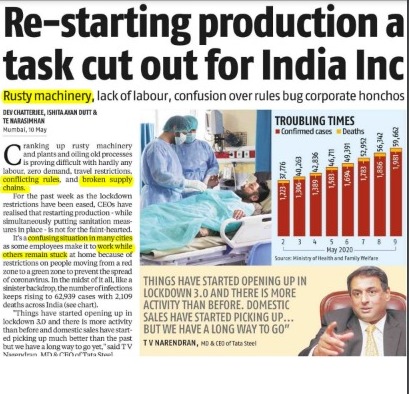 Re-starting production a
task cut out for India Inc
Rusty machinery, lack of labour, confusion over rules bug corporate honchos
DEV CHATTERJEE, ISHITA AYAN DUTT &
TE NARASIMHAN
Mumbai, 10 May
Cranking up rusty machinery
and plants and oiling old processes
is proving difficult with hardly any
labour, zero demand, travel restrictions,
conflicting rules, and broken supply
chains.
For the past week as the lockdown
restrictions have been eased, CEOs have
realised that restarting production - while
simultaneously putting sanitation meas-
ures in place - is not for the faint-hearted.
It's a confusing situation in many cities
as some employees make it to work while
others remain stuck at home because of
restrictions on people moving from a red
zone to a green zone to prevent the spread
of coronavirus. In the midst of it all, like a
sinister backdrop, the number of infections
keeps rising to 62,939 cases with 2,109
deaths across India (see chart).
"Things have started opening up in
lockdown 3.0 and there is more activity
than before and domestic sales have start-
ed picking up much better than the past
but we have a long way to go yet," said T V
Narendran, MD & CEO of Tata Steel
TROUBLING TIMES
Confirmed cases Deaths
37,776 40,263 42,836 46,711 49,391 52,952 56,342 59,662
1,223 1,306 1,389 1,583 1,694 1,783 1,886 1,981
2 3 4 5 6 7 8 9
May 2020
Source: Ministry of Health and Family Welfare
THINGS HAVE STARTED OPENING UP IN
LOCKDOWN 3.0 AND THERE IS MORE
ACTIVITY THAN BEFORE. DOMESTIC
SALES HAVE STARTED PICKING UP...
BUT WE HAVE A LONG WAY TO GO"
T V NARENDRAN, MD & CEO of Tata Steel